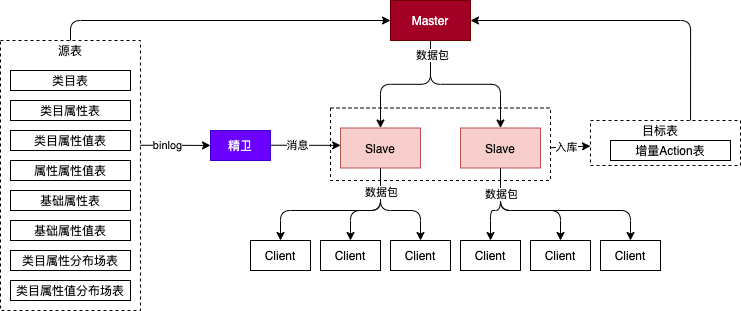 Master
源表
数据包
类目表
类目属性表
类目属性值表
属性属性值表
基础属性表
基础属性值表
类目属性分布场表
类目属性值分布场表
binlog
精卫
消息
Slave
Slave
入库
目标表
增量Action表
数据包
数据包
Client
Client
Client
Client
Client
Client